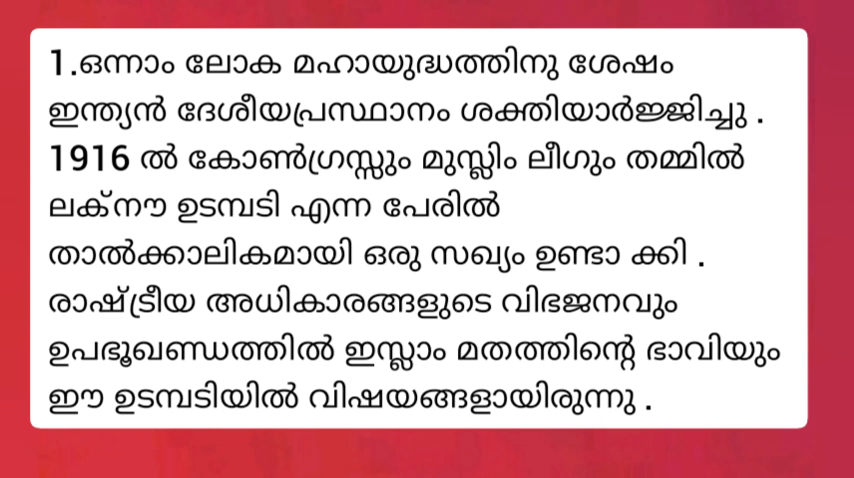 1.ഒന്നാം ലോക മഹായുദ്ധത്തിനു ശേഷം
ഇന്ത്യൻ ദേശീയപ്രസ്ഥാനം ശക്തിയാർജ്ജിച്ചു .
1916 ൽ കോൺഗ്രസ്സും മുസ്ലിം ലീഗും തമ്മിൽ
ലക്നൗ ഉടമ്പടി എന്ന പേരിൽ
താൽക്കാലികമായി ഒരു സഖ്യം ഉണ്ടാ ക്കി .
രാഷ്ട്രീയ അധികാരങ്ങളുടെ വിഭജനവും
ഉപഭൂഖണ്ഡത്തിൽ ഇസ്ലാം മതത്തിന്റെ ഭാവിയും
ഈ ഉടമ്പടിയിൽ വിഷയങ്ങളായിരുന്നു .